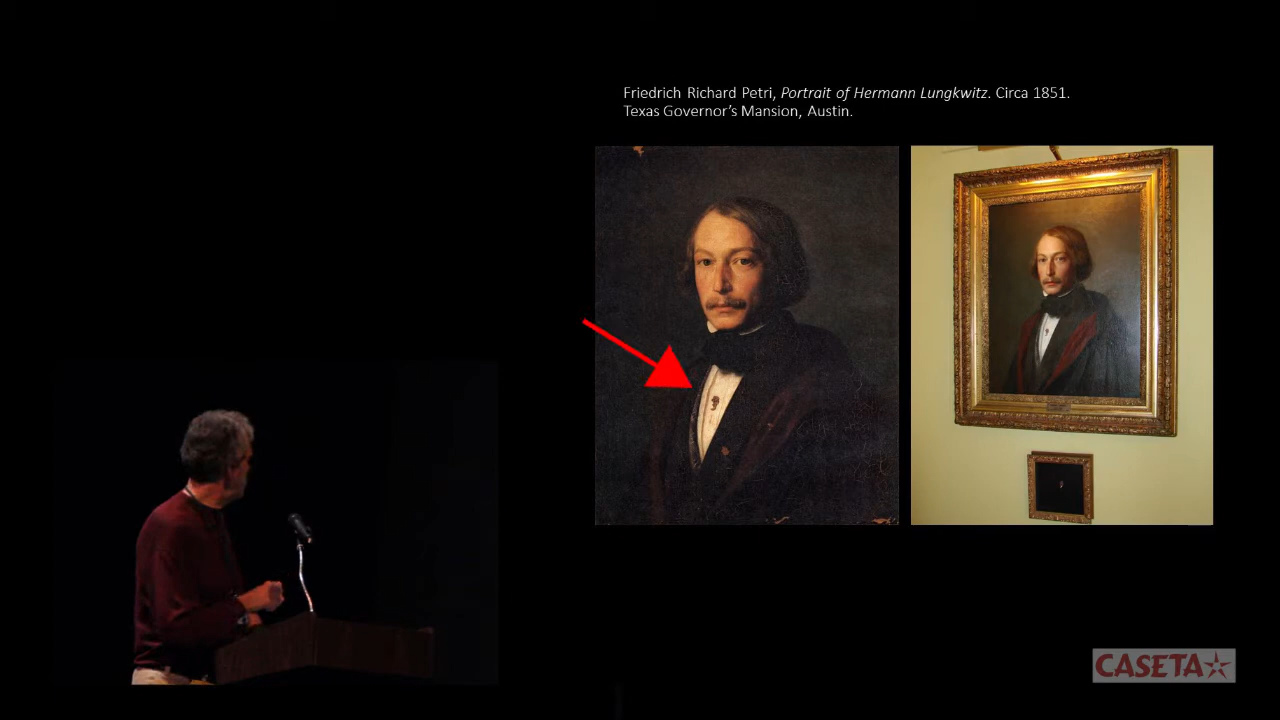 Friedrich Richard Petri, Portrait of Hermann Lungkwitz. Circa 1851.
Texas Governor's Mansion, Austin.
CASETA